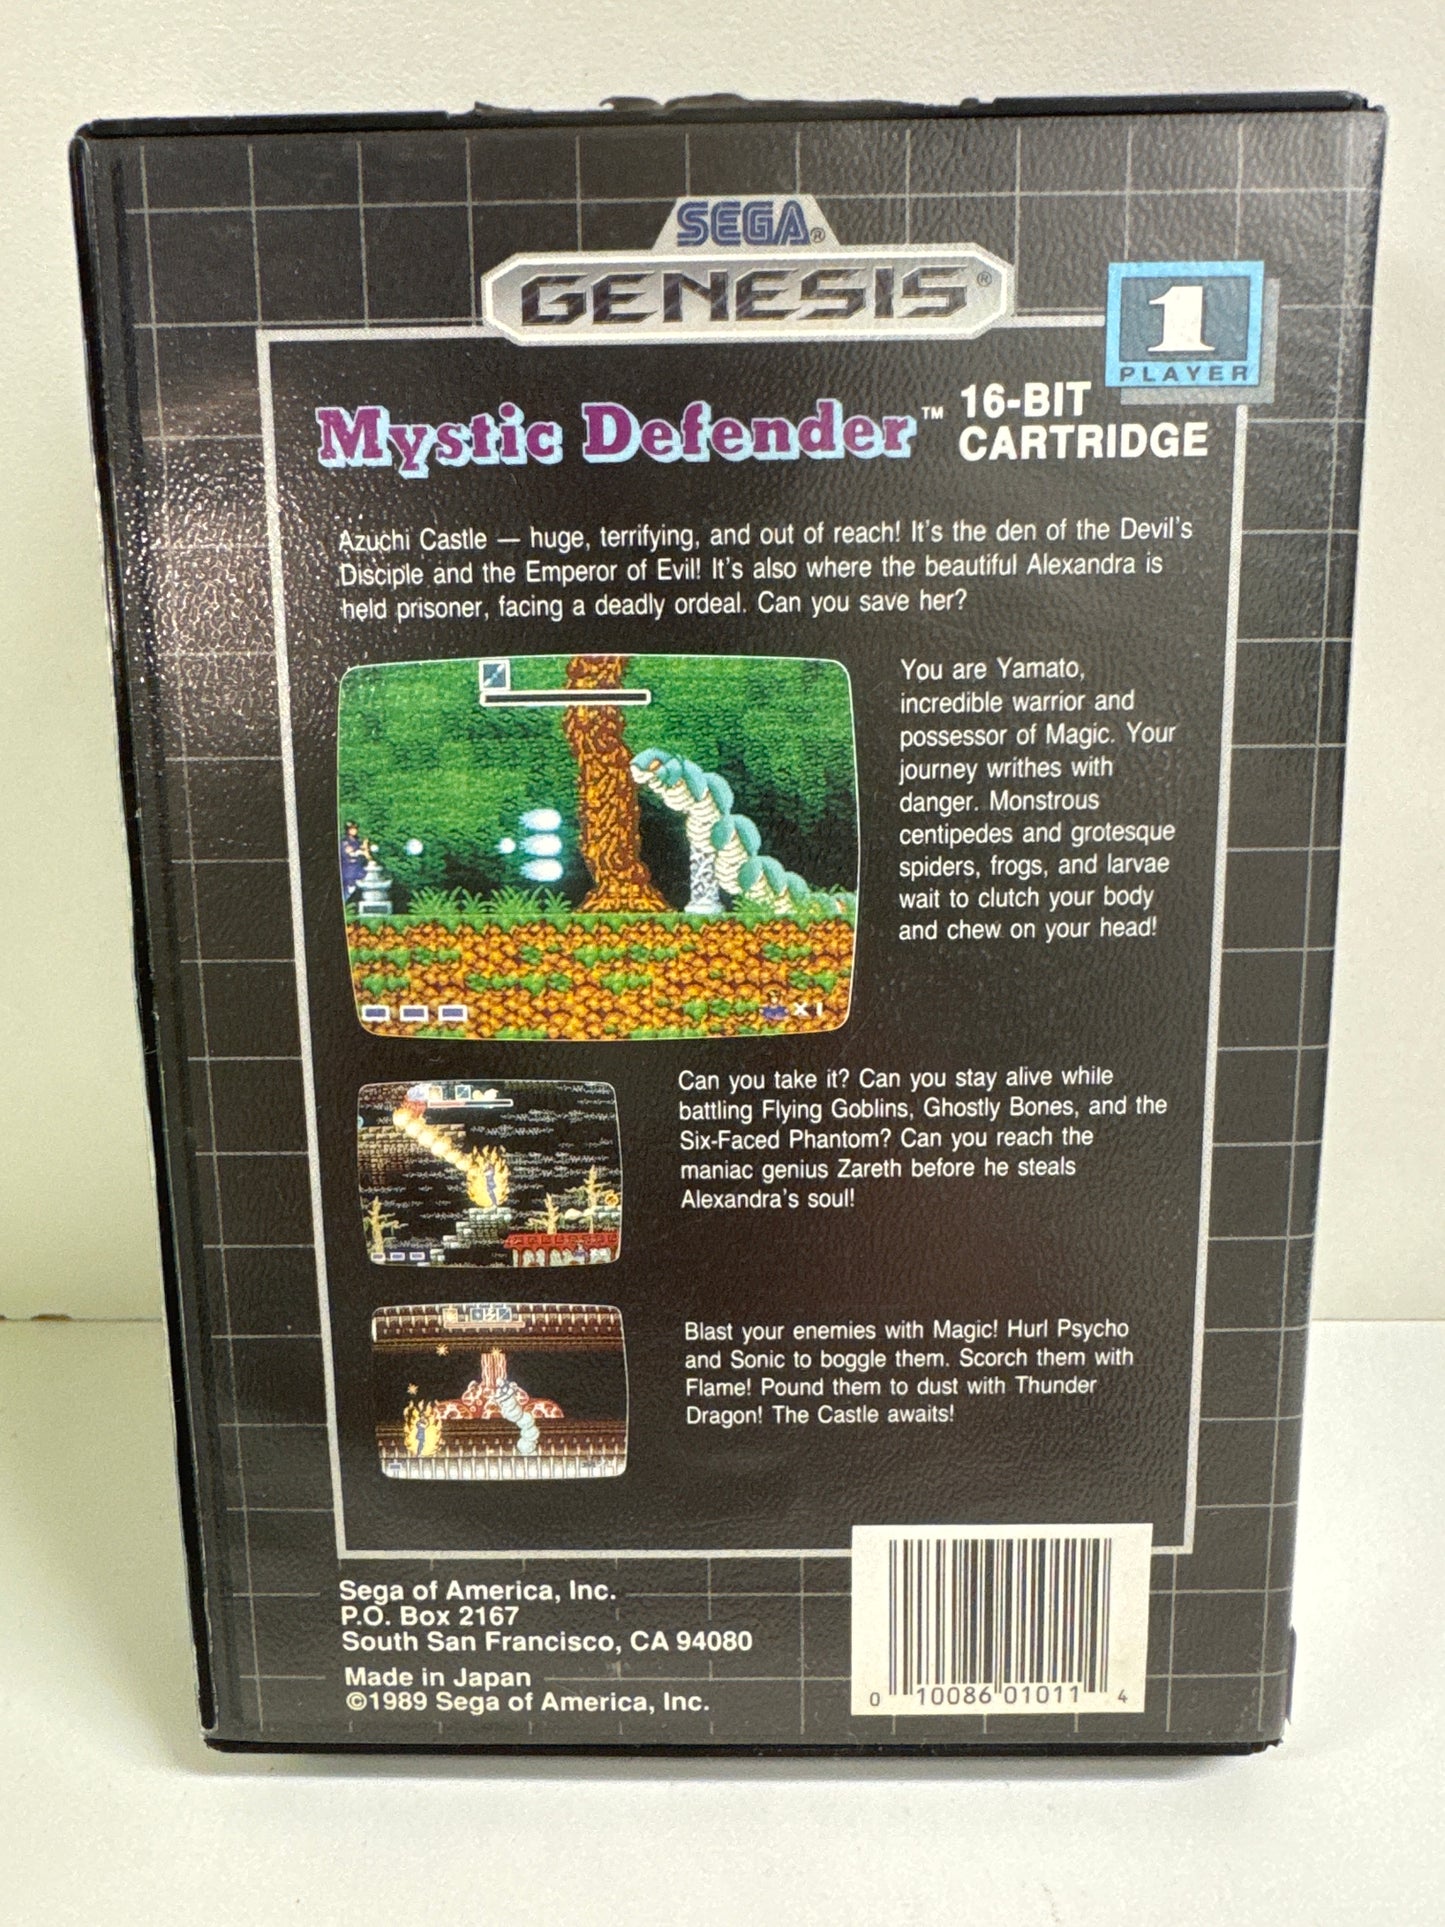 SEGA®
GENESIS®
1
PLAYER
Mystic Defender™
16-BIT
CARTRIDGE
Azuchi Castle — huge, terrifying, and out of reach! It's the den of the Devil's
Disciple and the Emperor of Evil! It's also where the beautiful Alexandra is
held prisoner, facing a deadly ordeal. Can you save her?
You are Yamato,
incredible warrior and
possessor of Magic. Your
journey writhes with
danger. Monstrous
centipedes and grotesque
spiders, frogs, and larvae
wait to clutch your body
and chew on your head!
X1
Can you take it? Can you stay alive while
battling Flying Goblins, Ghostly Bones, and the
Six-Faced Phantom? Can you reach the
maniac genius Zareth before he steals
Alexandra's soul!
Blast your enemies with Magic! Hurl Psycho
and Sonic to boggle them. Scorch them with
Flame! Pound them to dust with Thunder
Dragon! The Castle awaits!
Sega of America, Inc.
P.O. Box 2167
South San Francisco, CA 94080
Made in Japan
©1989 Sega of America, Inc.
0 10086 01011 4